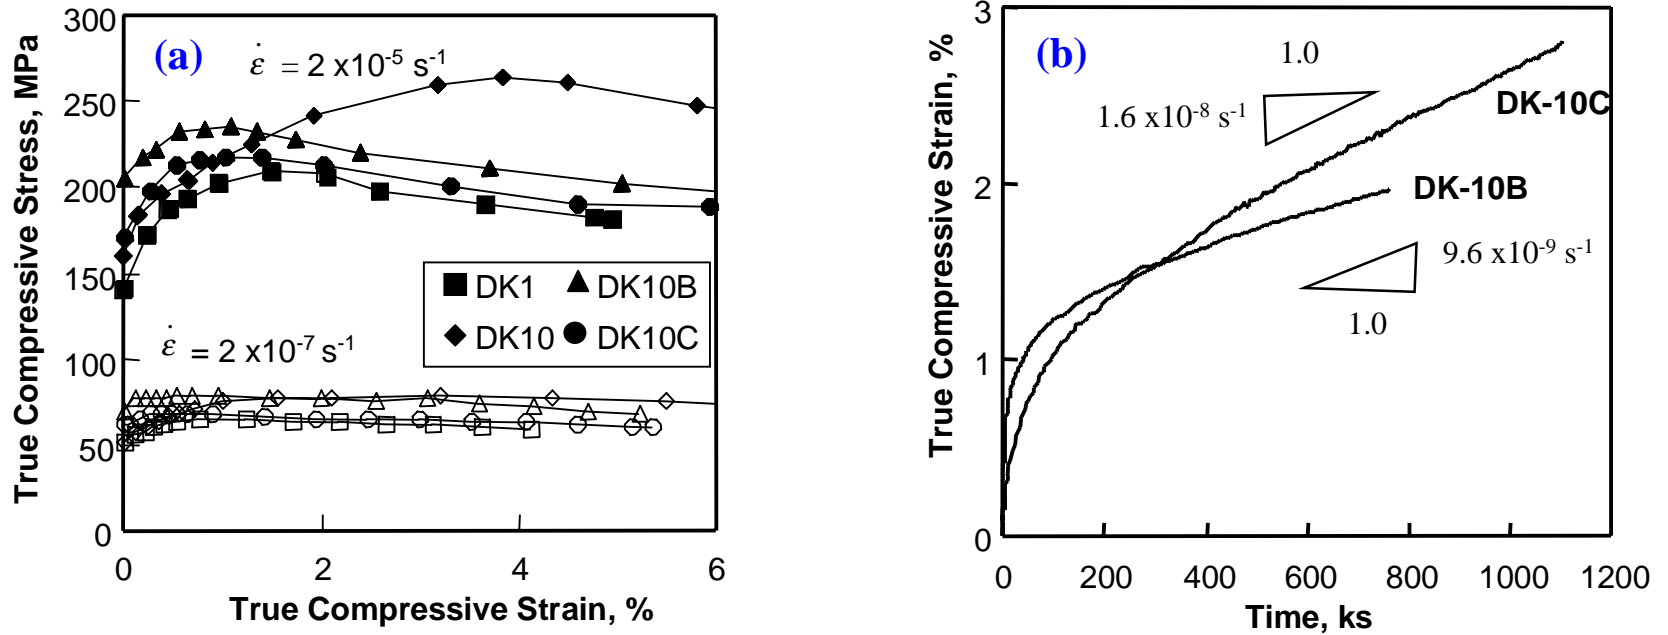 (a)
ε̇ = 2 x10⁻⁵ s⁻¹
300
250
200
150
100
50
0
True Compressive Stress, MPa
DK1
DK10B
DK10
DK10C
ε̇ = 2 x10⁻⁷ s⁻¹
0 2 4 6
True Compressive Strain, %
(b)
3
2
1
0
True Compressive Strain, %
1.0
1.6 x10⁻⁸ s⁻¹
DK-10C
DK-10B
9.6 x10⁻⁹ s⁻¹
1.0
0 200 400 600 800 1000 1200
Time, ks